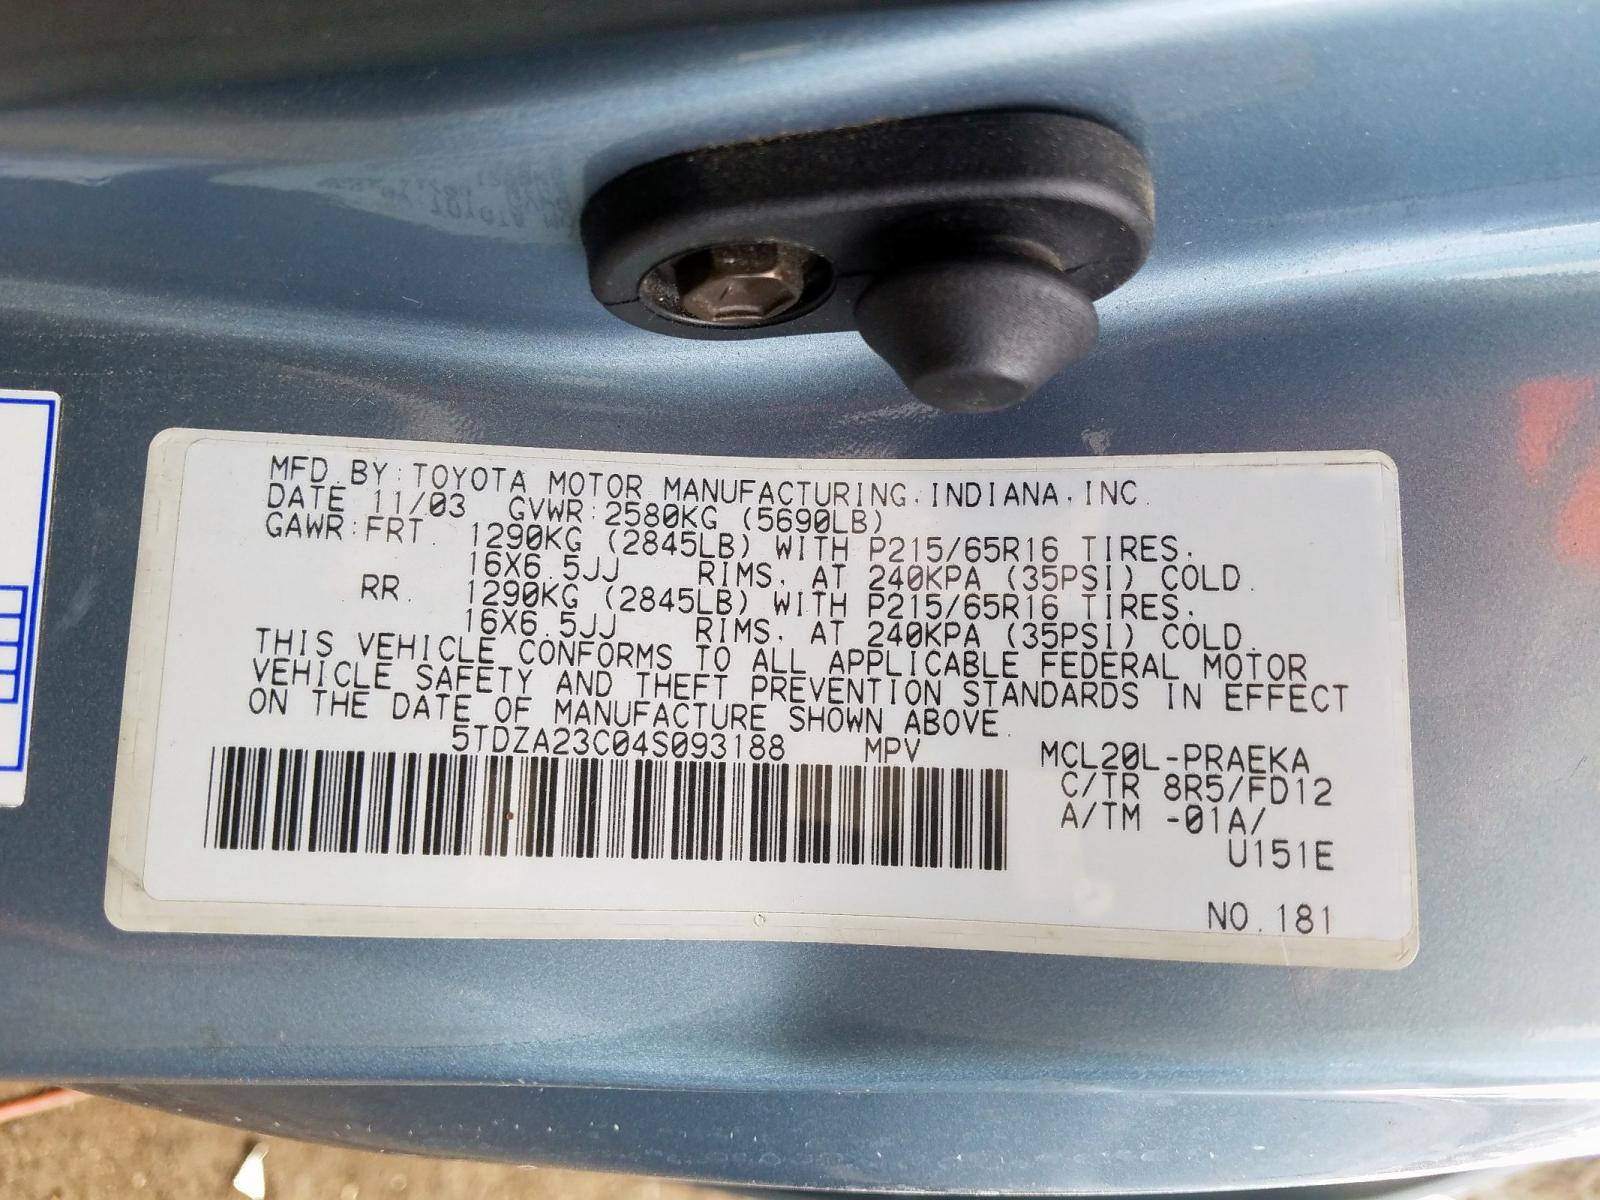 MFD.BY:TOYOTA MOTOR MANUFACTURING,INDIANA,INC.
DATE 11/03 GVWR:2580KG (5690LB)
GAWR:FRT. 1290KG (2845LB) WITH P215/65R16 TIRES.
16X6.5JJ RIMS, AT 240KPA (35PSI) COLD.
RR. 1290KG (2845LB) WITH P215/65R16 TIRES.
16X6.5JJ RIMS, AT 240KPA (35PSI) COLD.
THIS VEHICLE CONFORMS TO ALL APPLICABLE FEDERAL MOTOR
VEHICLE SAFETY AND THEFT PREVENTION STANDARDS IN EFFECT
ON THE DATE OF MANUFACTURE SHOWN ABOVE.
5TDZA23C04S093188 MPV MCL20L-PRAEKA
C/TR 8R5/FD12
A/TM -01A/
U151E
NO.181